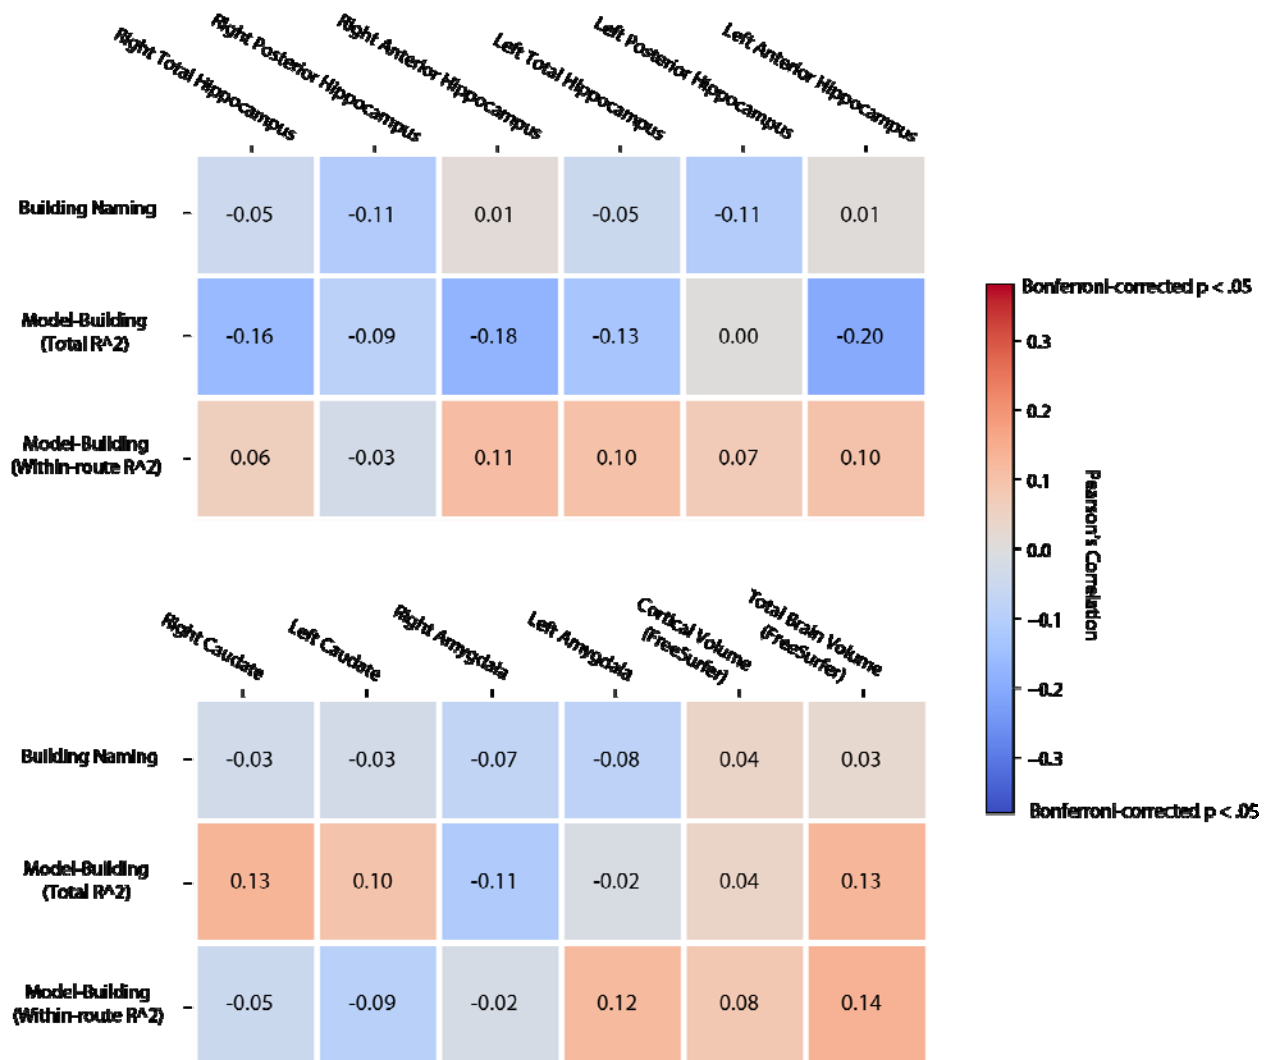 Right Total Hippocampus
Right Posterior Hippocampus
Right Anterior Hippocampus
Left Total Hippocampus
Left Posterior Hippocampus
Left Anterior Hippocampus
Building Naming
-0.05
-0.11
0.01
-0.05
-0.11
0.01
Model-Building
(Total R^2)
-0.16
-0.09
-0.18
-0.13
0.00
-0.20
Model-Building
(Within-route R^2)
0.06
-0.03
0.11
0.10
0.07
0.10
Right Caudate
Left Caudate
Right Amygdala
Left Amygdala
Cortical Volume
(FreeSurfer)
Total Brain Volume
(FreeSurfer)
Building Naming
-0.03
-0.03
-0.07
-0.08
0.04
0.03
Model-Building
(Total R^2)
0.13
0.10
-0.11
-0.02
0.04
0.13
Model-Building
(Within-route R^2)
-0.05
-0.09
-0.02
0.12
0.08
0.14
Bonferroni-corrected p < .05
0.3
0.2
0.1
0.0
−0.1
−0.2
−0.3
Bonferroni-corrected p < .05
Pearson's Correlation